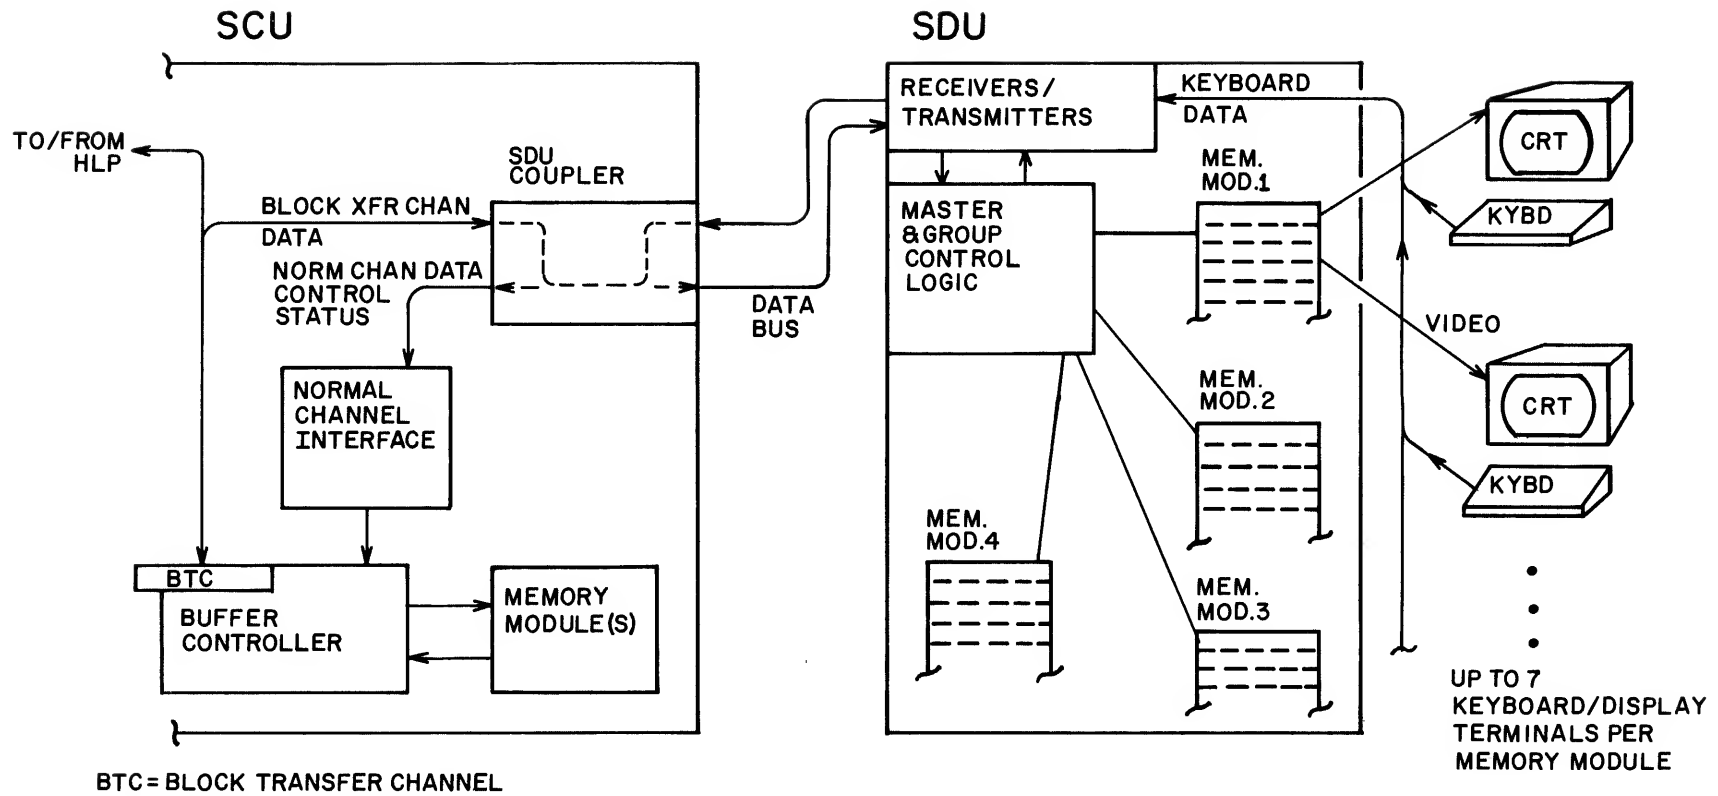 SCU
SDU
TO/FROM
HLP
SDU
COUPLER
BLOCK XFR CHAN
DATA
NORM CHAN DATA
CONTROL
STATUS
NORMAL
CHANNEL
INTERFACE
BTC
BUFFER
CONTROLLER
MEMORY
MODULE(S)
DATA
BUS
RECEIVERS/
TRANSMITTERS
KEYBOARD
DATA
MASTER
&GROUP
CONTROL
LOGIC
MEM.
MOD.1
MEM.
MOD.2
MEM.
MOD.3
MEM.
MOD.4
CRT
KYBD
VIDEO
CRT
KYBD
UP TO 7
KEYBOARD/DISPLAY
TERMINALS PER
MEMORY MODULE
BTC=BLOCK TRANSFER CHANNEL